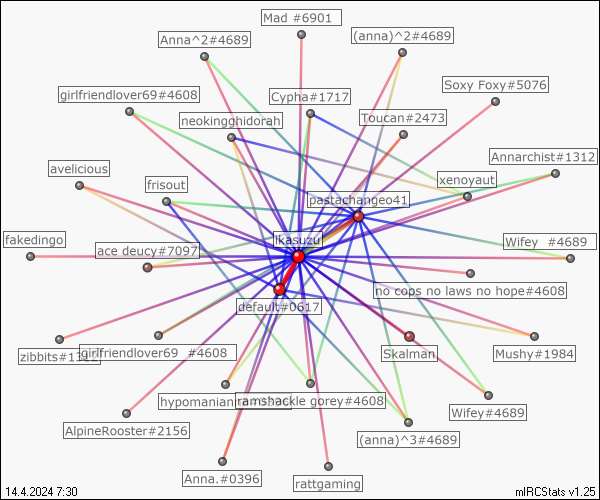 Mad #6901
Anna^2#4689
(anna)^2#4689
Soxy Foxy#5076
girlfriendlover69#4608
Cypha#1717
neokingghidorah
Toucan#2473
Annarchist#1312
avelicious
frisout
xenoyaut
pastachangeo41
fakedingo
ikasuzu
Wifey #4689
ace deucy#7097
no cops no laws no hope#4608
default#0617
zibbits#1312
girlfriendlover69 #4608
Skalman
Mushy#1984
hypomanian
ramshackle gorey#4608
Wifey#4689
AlpineRooster#2156
(anna)^3#4689
Anna.#0396
rattgaming
14.4.2024 7:30
mIRCStats v1.25